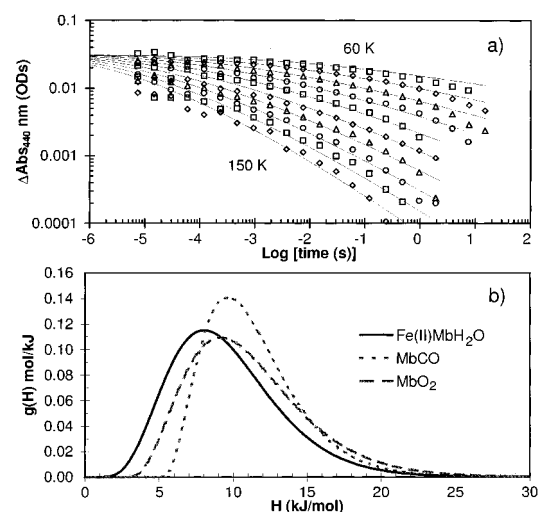 a)
60 K
150 K
ΔAbs₄₄₀ nm (ODs)
0.1
0.01
0.001
0.0001
-6 -5 -4 -3 -2 -1 0 1 2
Log [time (s)]
b)
g(H) mol/kJ
0.16
0.14
0.12
0.10
0.08
0.06
0.04
0.02
0.00
Fe(II)MbH₂O
MbCO
MbO₂
0 5 10 15 20 25 30
H (kJ/mol)